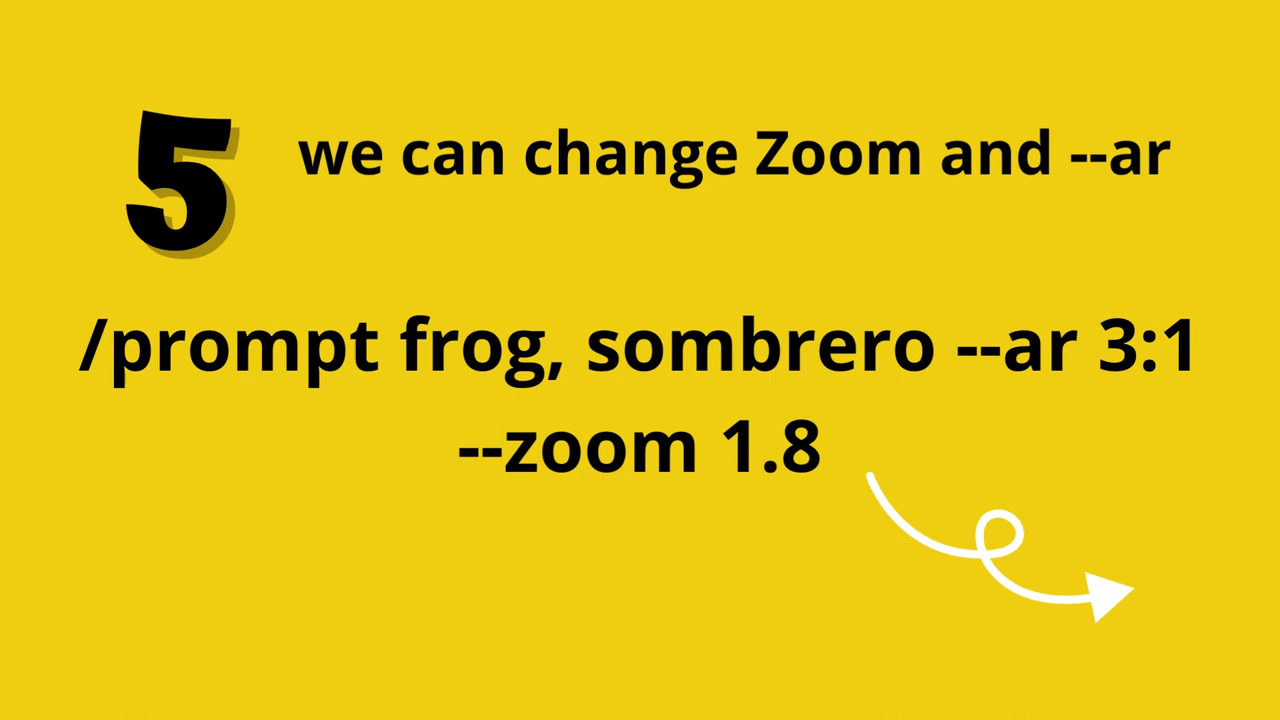 5
we can change Zoom and --ar
/prompt frog, sombrero --ar 3:1
--zoom 1.8